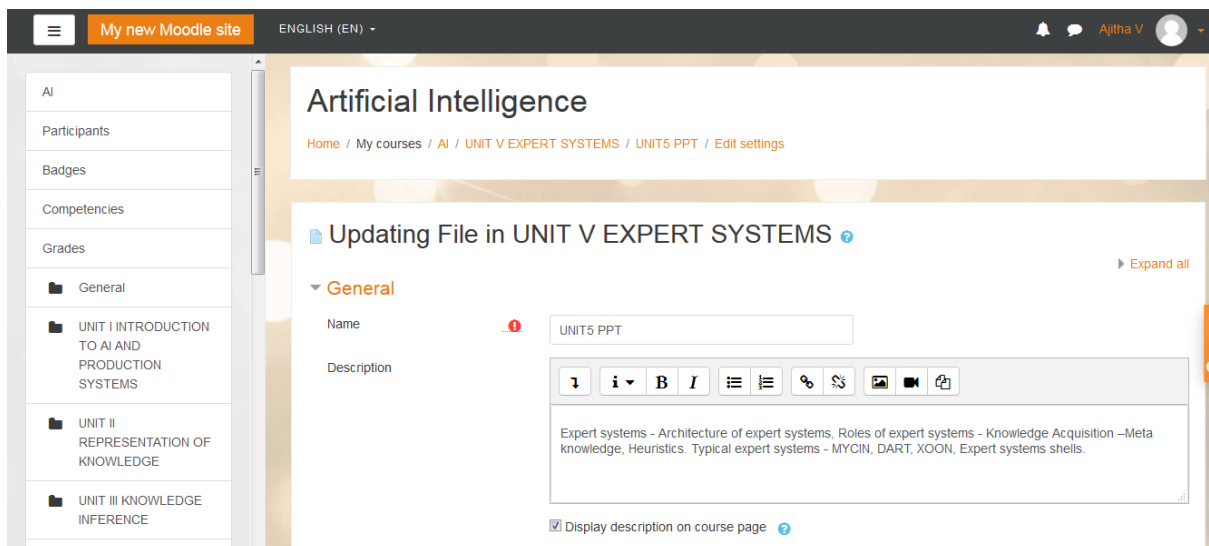 My new Moodle site
ENGLISH (EN)
Ajitha V
AI
Participants
Badges
Competencies
Grades
General
UNIT I INTRODUCTION
TO AI AND
PRODUCTION
SYSTEMS
UNIT II
REPRESENTATION OF
KNOWLEDGE
UNIT III KNOWLEDGE
INFERENCE
Artificial Intelligence
Home / My courses / AI / UNIT V EXPERT SYSTEMS / UNIT5 PPT / Edit settings
Updating File in UNIT V EXPERT SYSTEMS
Expand all
General
Name
UNIT5 PPT
Description
B I
Expert systems - Architecture of expert systems, Roles of expert systems - Knowledge Acquisition –Meta
knowledge, Heuristics. Typical expert systems - MYCIN, DART, XOON, Expert systems shells.
Display description on course page